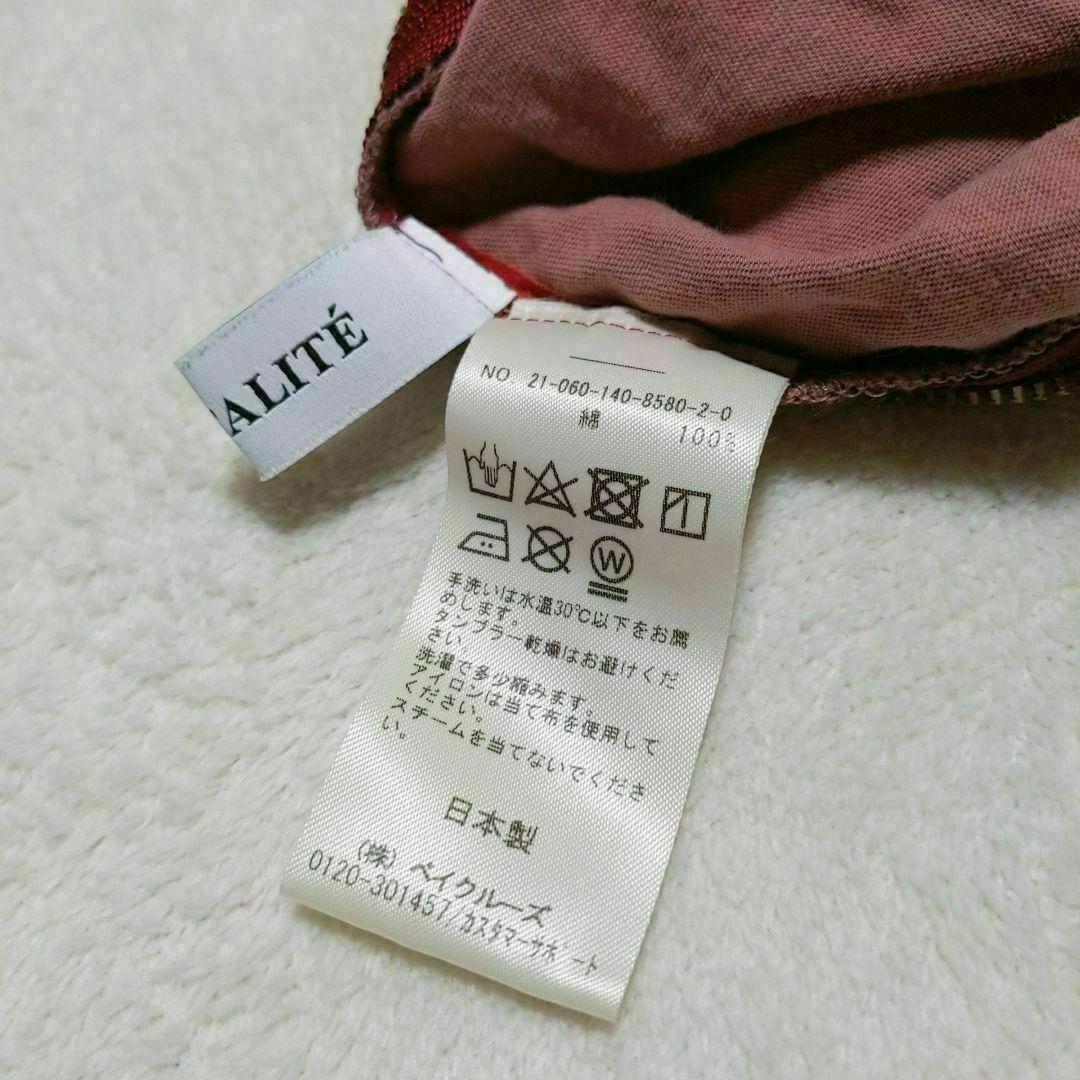 ALITÉ
NO. 21-060-140-8580-2-0
綿 100%
W
手洗いは水温30℃以下をお薦
めします。
タンブラー乾燥はお避けくだ
さい。
洗濯で多少縮みます。
アイロンは当て布を使用して
ください。
スチームを当てないでくださ
い。
日本製
(株) ベイクルーズ
0120-301457/カスタマーサポート